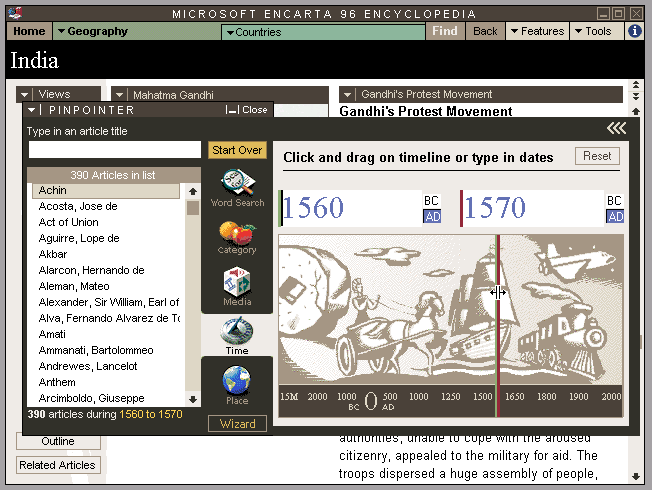 MICROSOFT ENCARTA 96 ENCYCLOPEDIA
Home Geography Countries Find Back Features Tools i
India
Views Mahatma Gandhi Gandhi's Protest Movement
Gandhi's Protest Movement
PINPOINTER Close
Type in an article title
Start Over
390 Articles in list
Achin
Acosta, Jose de
Act of Union
Aguirre, Lope de
Akbar
Alarcon, Hernando de
Aleman, Mateo
Alexander, Sir William, Earl of
Alva, Fernando Alvarez de To
Amati
Ammanati, Bartolommeo
Andrewes, Lancelot
Anthem
Arcimboldo, Giuseppe
390 articles during 1560 to 1570
Word Search
Category
Media
Time
Place
Wizard
Click and drag on timeline or type in dates
Reset
1560 BC AD
1570 BC AD
15M 2000 1000 0 500 1000 1250 1500 1650 1800 1900 2000
BC AD
Outline
Related Articles
authorities, unable to cope with the aroused
citizenry, appealed to the military for aid. The
troops dispersed a huge assembly of people,